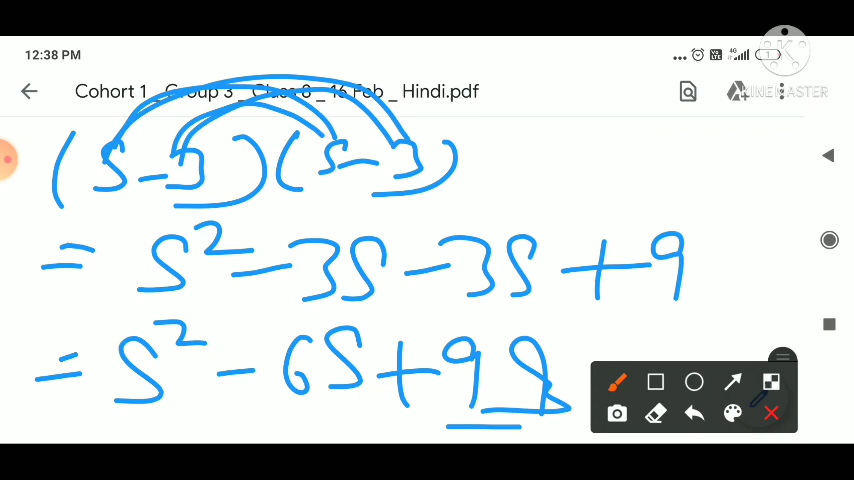 12:38 PM
4G
Cohort 1 _ Group 3 _ Class 8 _ 16 Feb _ Hindi.pdf
KINEMASTER
(S-3)(S-3)
= S² - 3S - 3S + 9
= S² - 6S + 9